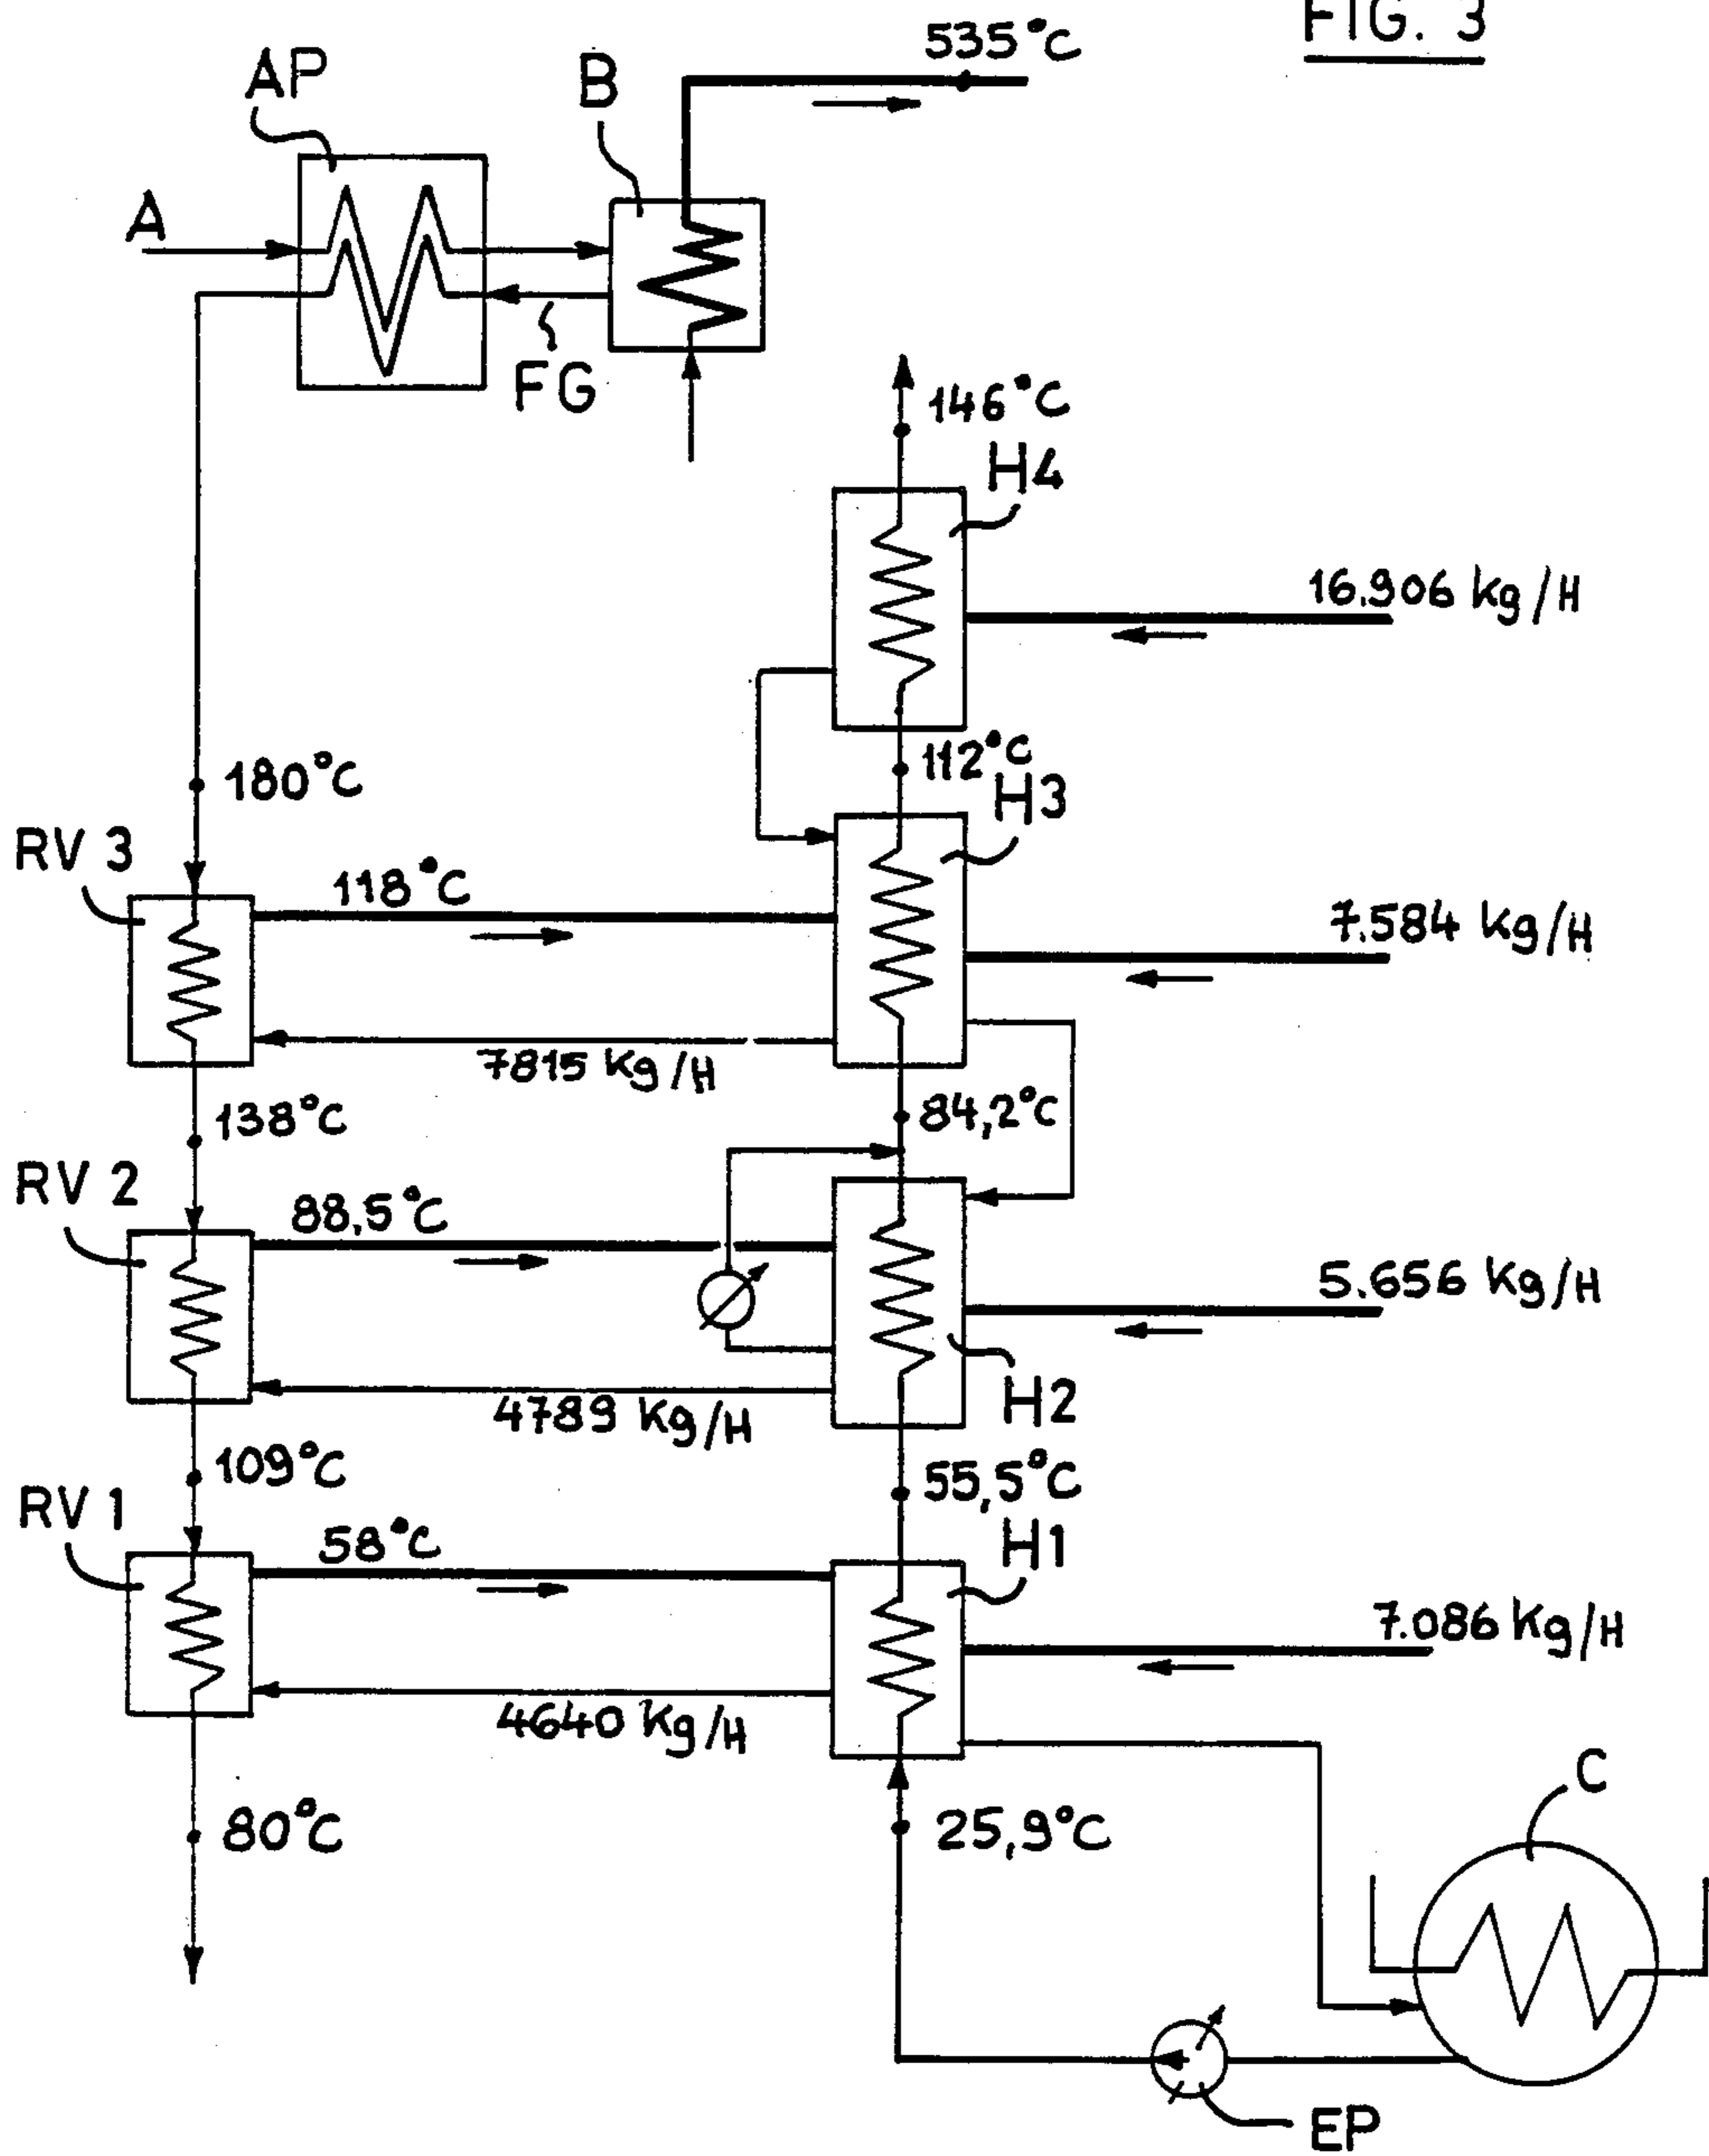 FIG. 3
535°C
AP
B
A
FG
146°C
H4
16.906 Kg/H
112°C
H3
180°C
RV 3
118°C
7.584 Kg/H
7815 Kg/H
138°C
84,2°C
RV 2
88,5°C
5.656 Kg/H
H2
4789 Kg/H
109°C
55,5°C
RV 1
58°C
H1
7.086 Kg/H
4640 Kg/H
C
80°C
25,9°C
EP